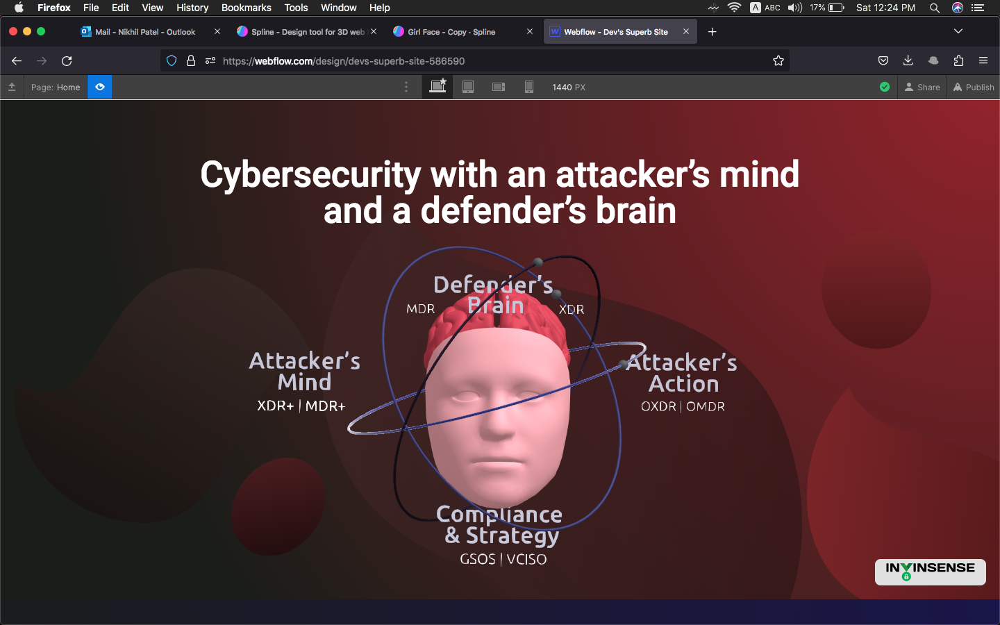 Firefox File Edit View History Bookmarks Tools Window Help A ABC 17% Sat 12:24 PM
Mail - Nikhil Patel - Outlook Spline - Design tool for 3D web Girl Face - Copy · Spline W Webflow - Dev's Superb Site
https://webflow.com/design/devs-superb-site-586590
Page: Home 1440 PX Share Publish
Cybersecurity with an attacker’s mind
and a defender’s brain
Defender’s
Brain
MDR XDR
Attacker’s
Mind
XDR+ | MDR+
Attacker’s
Action
OXDR | OMDR
Compliance
& Strategy
GSOS | VCISO
INVINSENSE